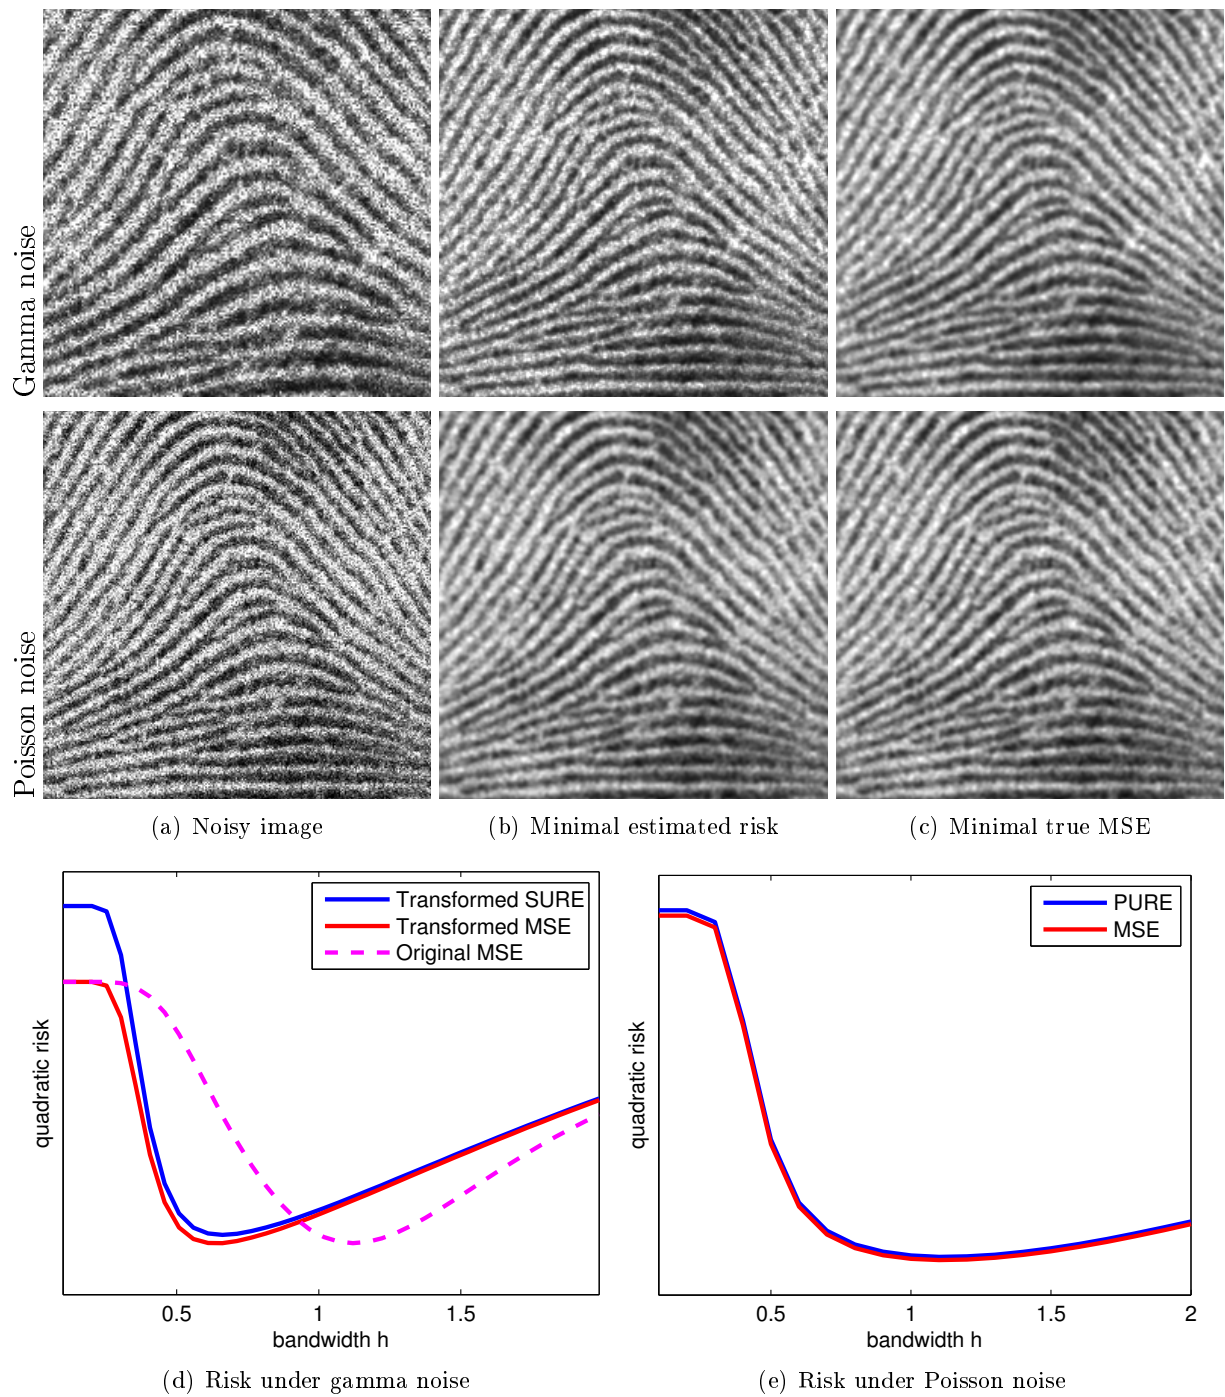 Gamma noise
Poisson noise
(a) Noisy image
(b) Minimal estimated risk
(c) Minimal true MSE
Transformed SURE
Transformed MSE
Original MSE
quadratic risk
0.5
1
1.5
bandwidth h
(d) Risk under gamma noise
PURE
MSE
quadratic risk
0.5
1
1.5
2
bandwidth h
(e) Risk under Poisson noise